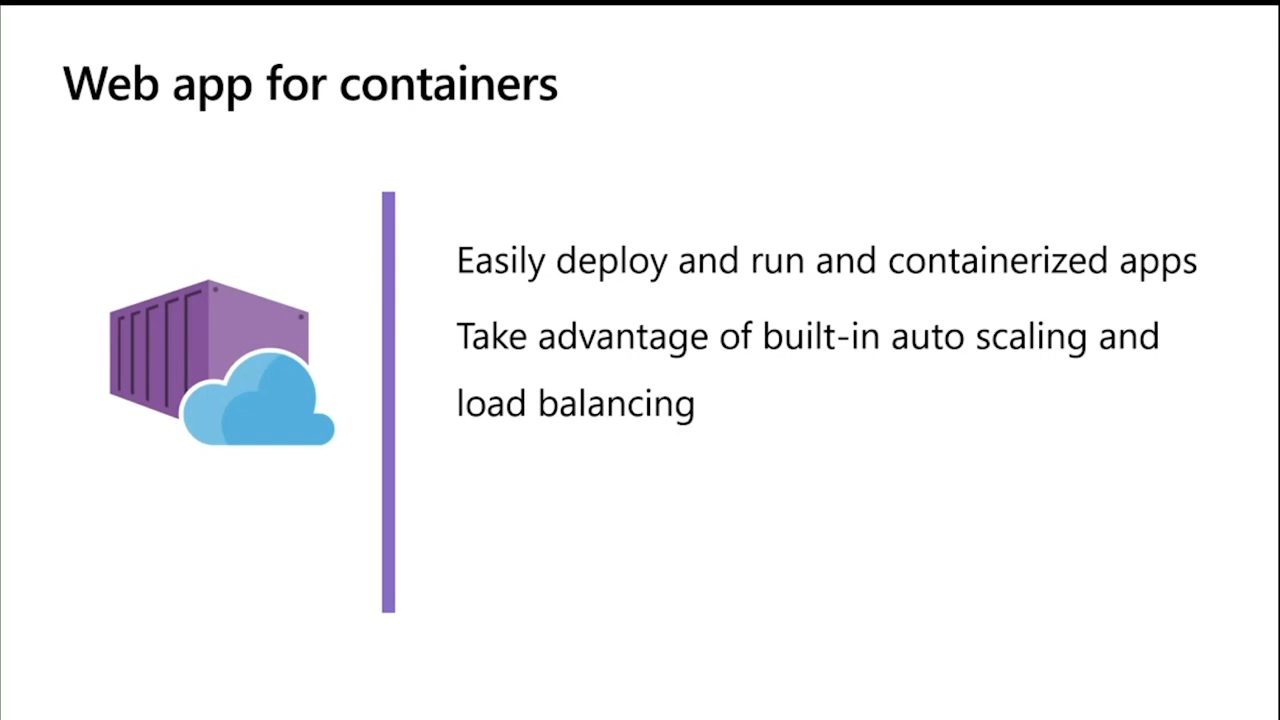 Web app for containers
Easily deploy and run and containerized apps
Take advantage of built-in auto scaling and
load balancing